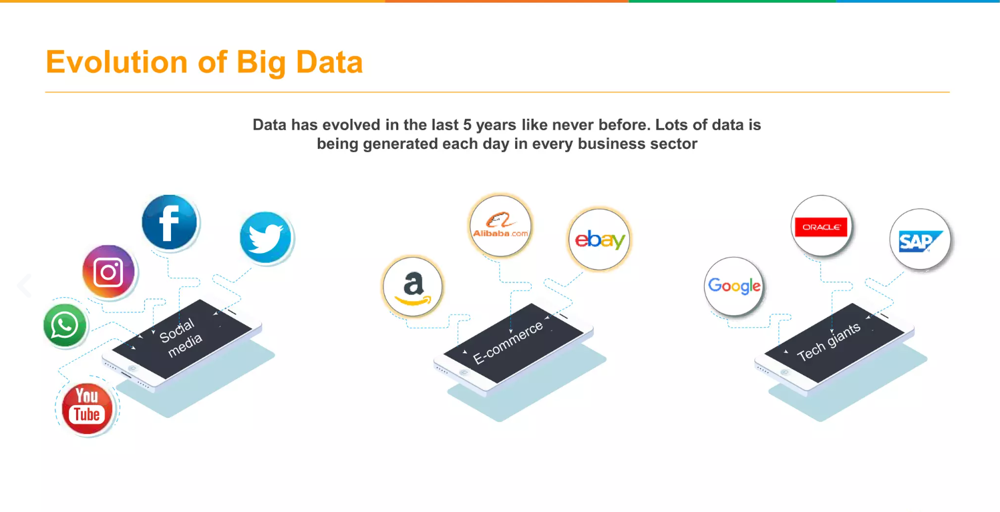 Evolution of Big Data
Data has evolved in the last 5 years like never before. Lots of data is
being generated each day in every business sector
Social
media
You
Tube
a
Alibaba.com
ebay
E-commerce
Google
ORACLE
SAP
Tech giants